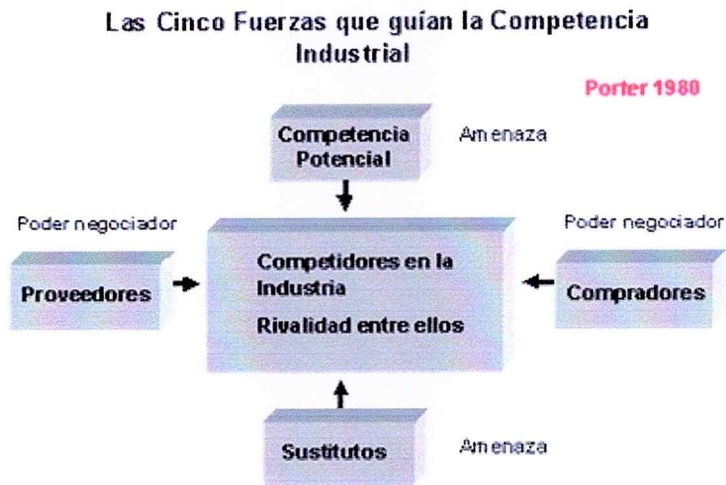 Las Cinco Fuerzas que guían la Competencia
Industrial
Porter 1980
Competencia
Potencial
Amenaza
Poder negociador
Proveedores
Competidores en la
Industria
Rivalidad entre ellos
Poder negociador
Compradores
Sustitutos
Amenaza